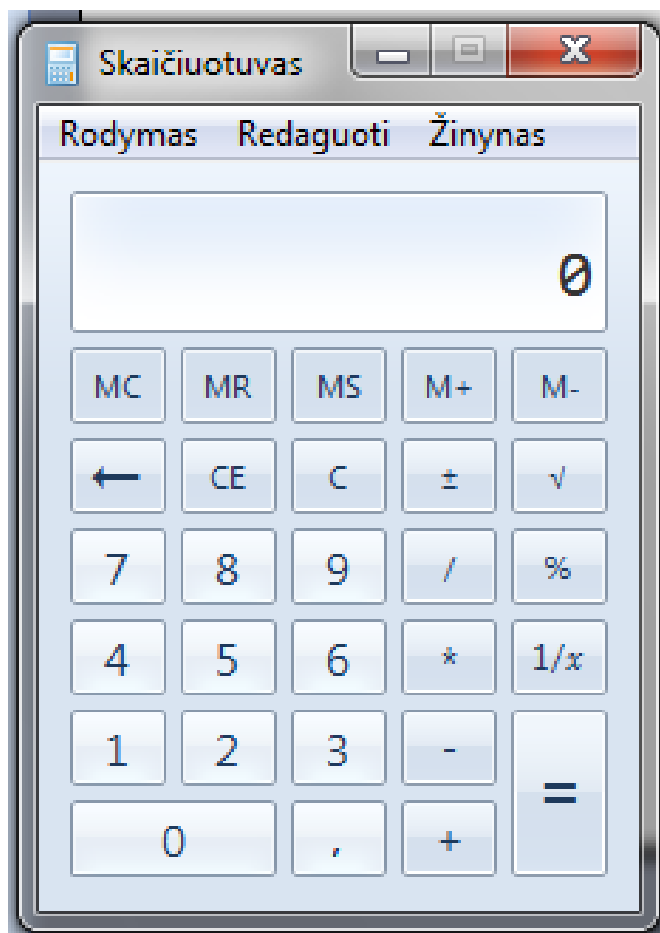 Skaičiuotuvas
Rodymas Redaguoti Žinynas
0
MC MR MS M+ M-
← CE C ± √
7 8 9 / %
4 5 6 * 1/x
1 2 3 - =
0 , +